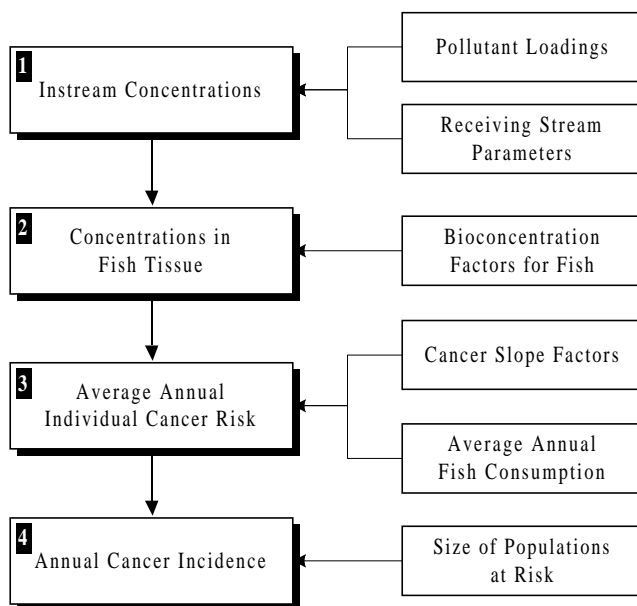 1
Instream Concentrations
Pollutant Loadings
Receiving Stream
Parameters
2
Concentrations in
Fish Tissue
Bioconcentration
Factors for Fish
3
Average Annual
Individual Cancer Risk
Cancer Slope Factors
Average Annual
Fish Consumption
4
Annual Cancer Incidence
Size of Populations
at Risk